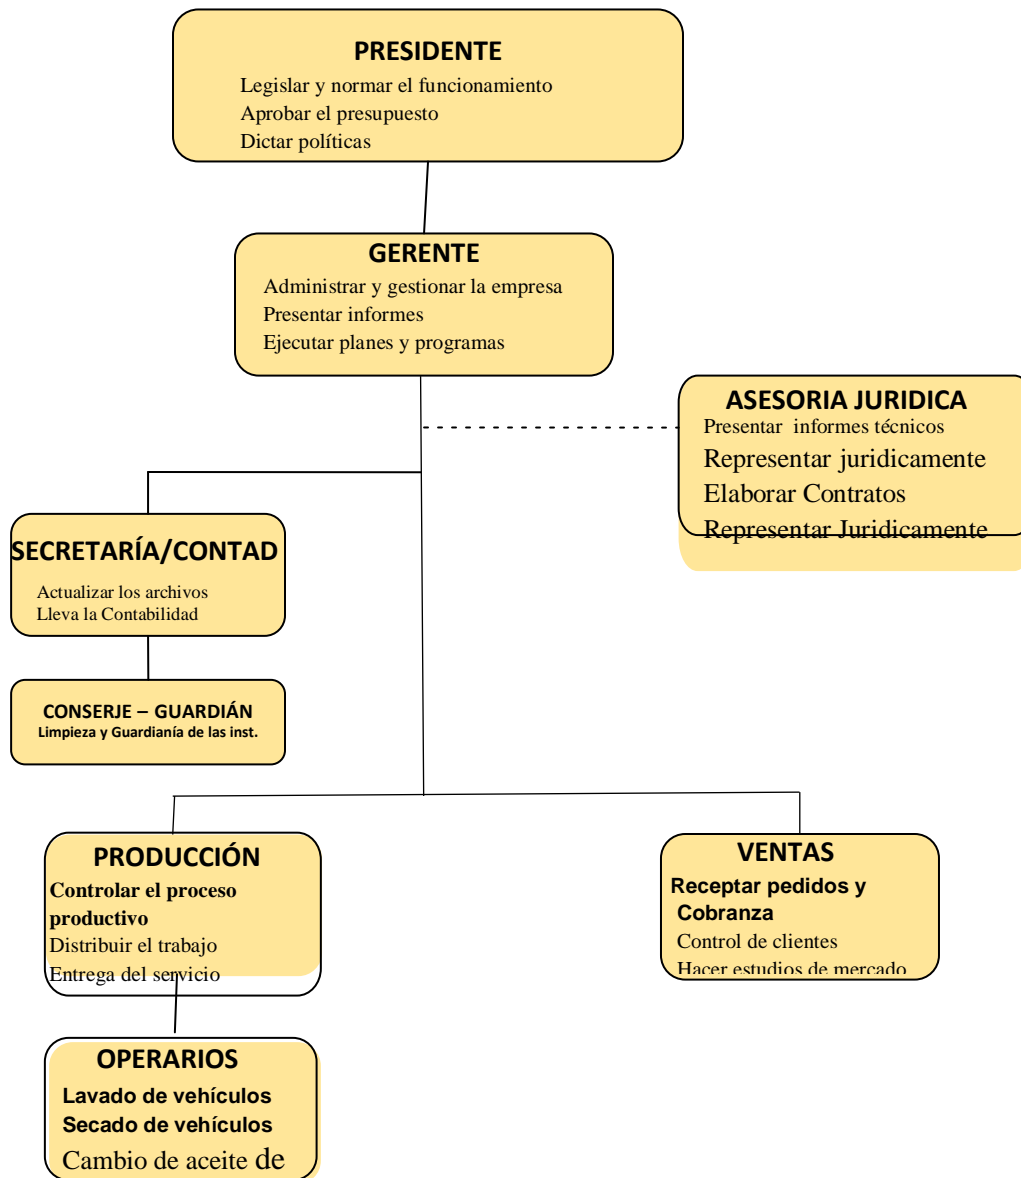 PRESIDENTE
Legislar y normar el funcionamiento
Aprobar el presupuesto
Dictar políticas
GERENTE
Administrar y gestionar la empresa
Presentar informes
Ejecutar planes y programas
ASESORIA JURIDICA
Presentar informes técnicos
Representar juridicamente
Elaborar Contratos
Representar Juridicamente
SECRETARÍA/CONTAD
Actualizar los archivos
Lleva la Contabilidad
CONSERJE – GUARDIÁN
Limpieza y Guardianía de las inst.
PRODUCCIÓN
Controlar el proceso
productivo
Distribuir el trabajo
Entrega del servicio
VENTAS
Receptar pedidos y
Cobranza
Control de clientes
Hacer estudios de mercado
OPERARIOS
Lavado de vehículos
Secado de vehículos
Cambio de aceite de